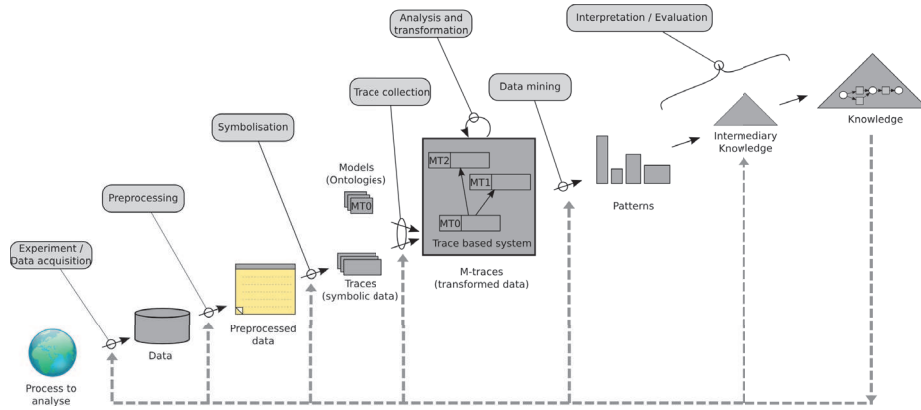 Analysis and
transformation
Interpretation / Evaluation
Trace collection
Data mining
Symbolisation
Knowledge
Intermediary
Knowledge
Models
(Ontologies)
MT0
MT2
MT1
MT0
Trace based system
Patterns
Preprocessing
Experiment /
Data acquisition
M-traces
(transformed data)
Traces
(symbolic data)
Preprocessed
data
Data
Process to
analyse